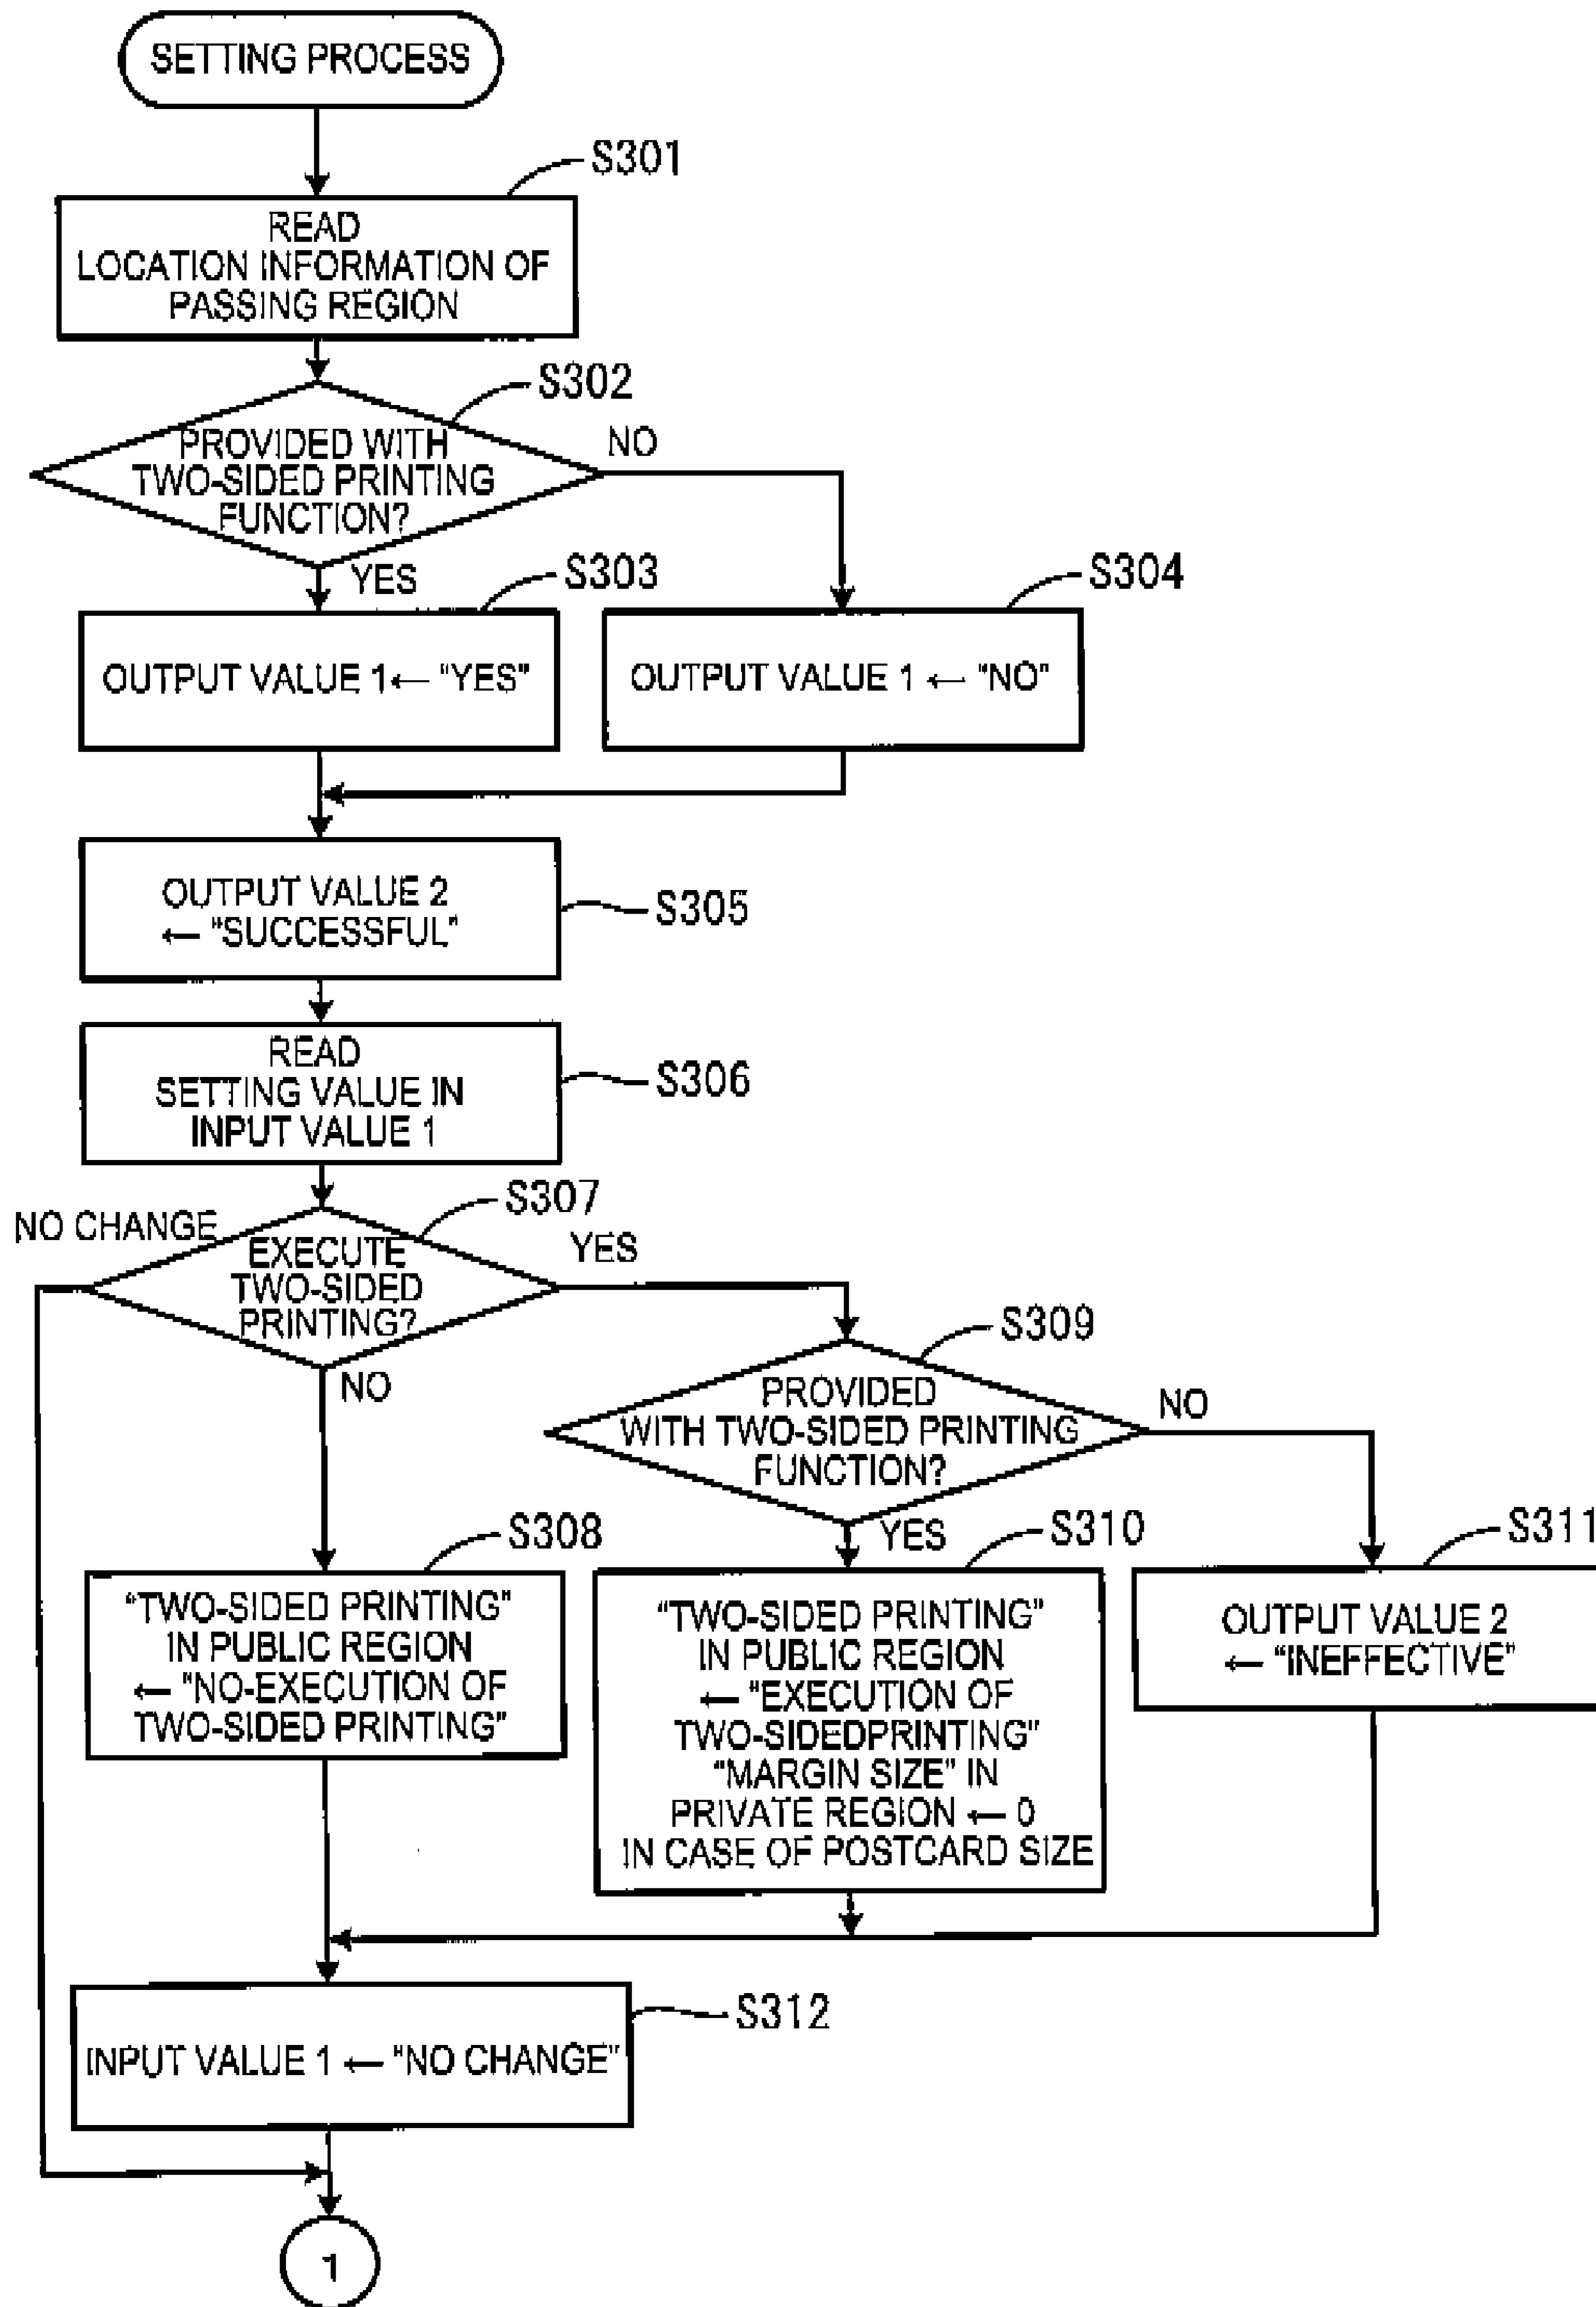 SETTING PROCESS
S301
READ
LOCATION INFORMATION OF
PASSING REGION
S302
PROVIDED WITH
TWO-SIDED PRINTING
FUNCTION?
NO
YES
S303
S304
OUTPUT VALUE 1← “YES”
OUTPUT VALUE 1 ← “NO”
OUTPUT VALUE 2
← “SUCCESSFUL”
S305
READ
SETTING VALUE IN
INPUT VALUE 1
S306
S307
NO CHANGE
EXECUTE
TWO-SIDED
PRINTING?
YES
NO
S309
PROVIDED
WITH TWO-SIDED PRINTING
FUNCTION?
NO
YES
S308
“TWO-SIDED PRINTING”
IN PUBLIC REGION
← “NO-EXECUTION OF
TWO-SIDED PRINTING”
S310
“TWO-SIDED PRINTING”
IN PUBLIC REGION
← “EXECUTION OF
TWO-SIDEDPRINTING”
“MARGIN SIZE” IN
PRIVATE REGION ← 0
IN CASE OF POSTCARD SIZE
S311
OUTPUT VALUE 2
← “INEFFECTIVE”
S312
INPUT VALUE 1 ← “NO CHANGE”
1